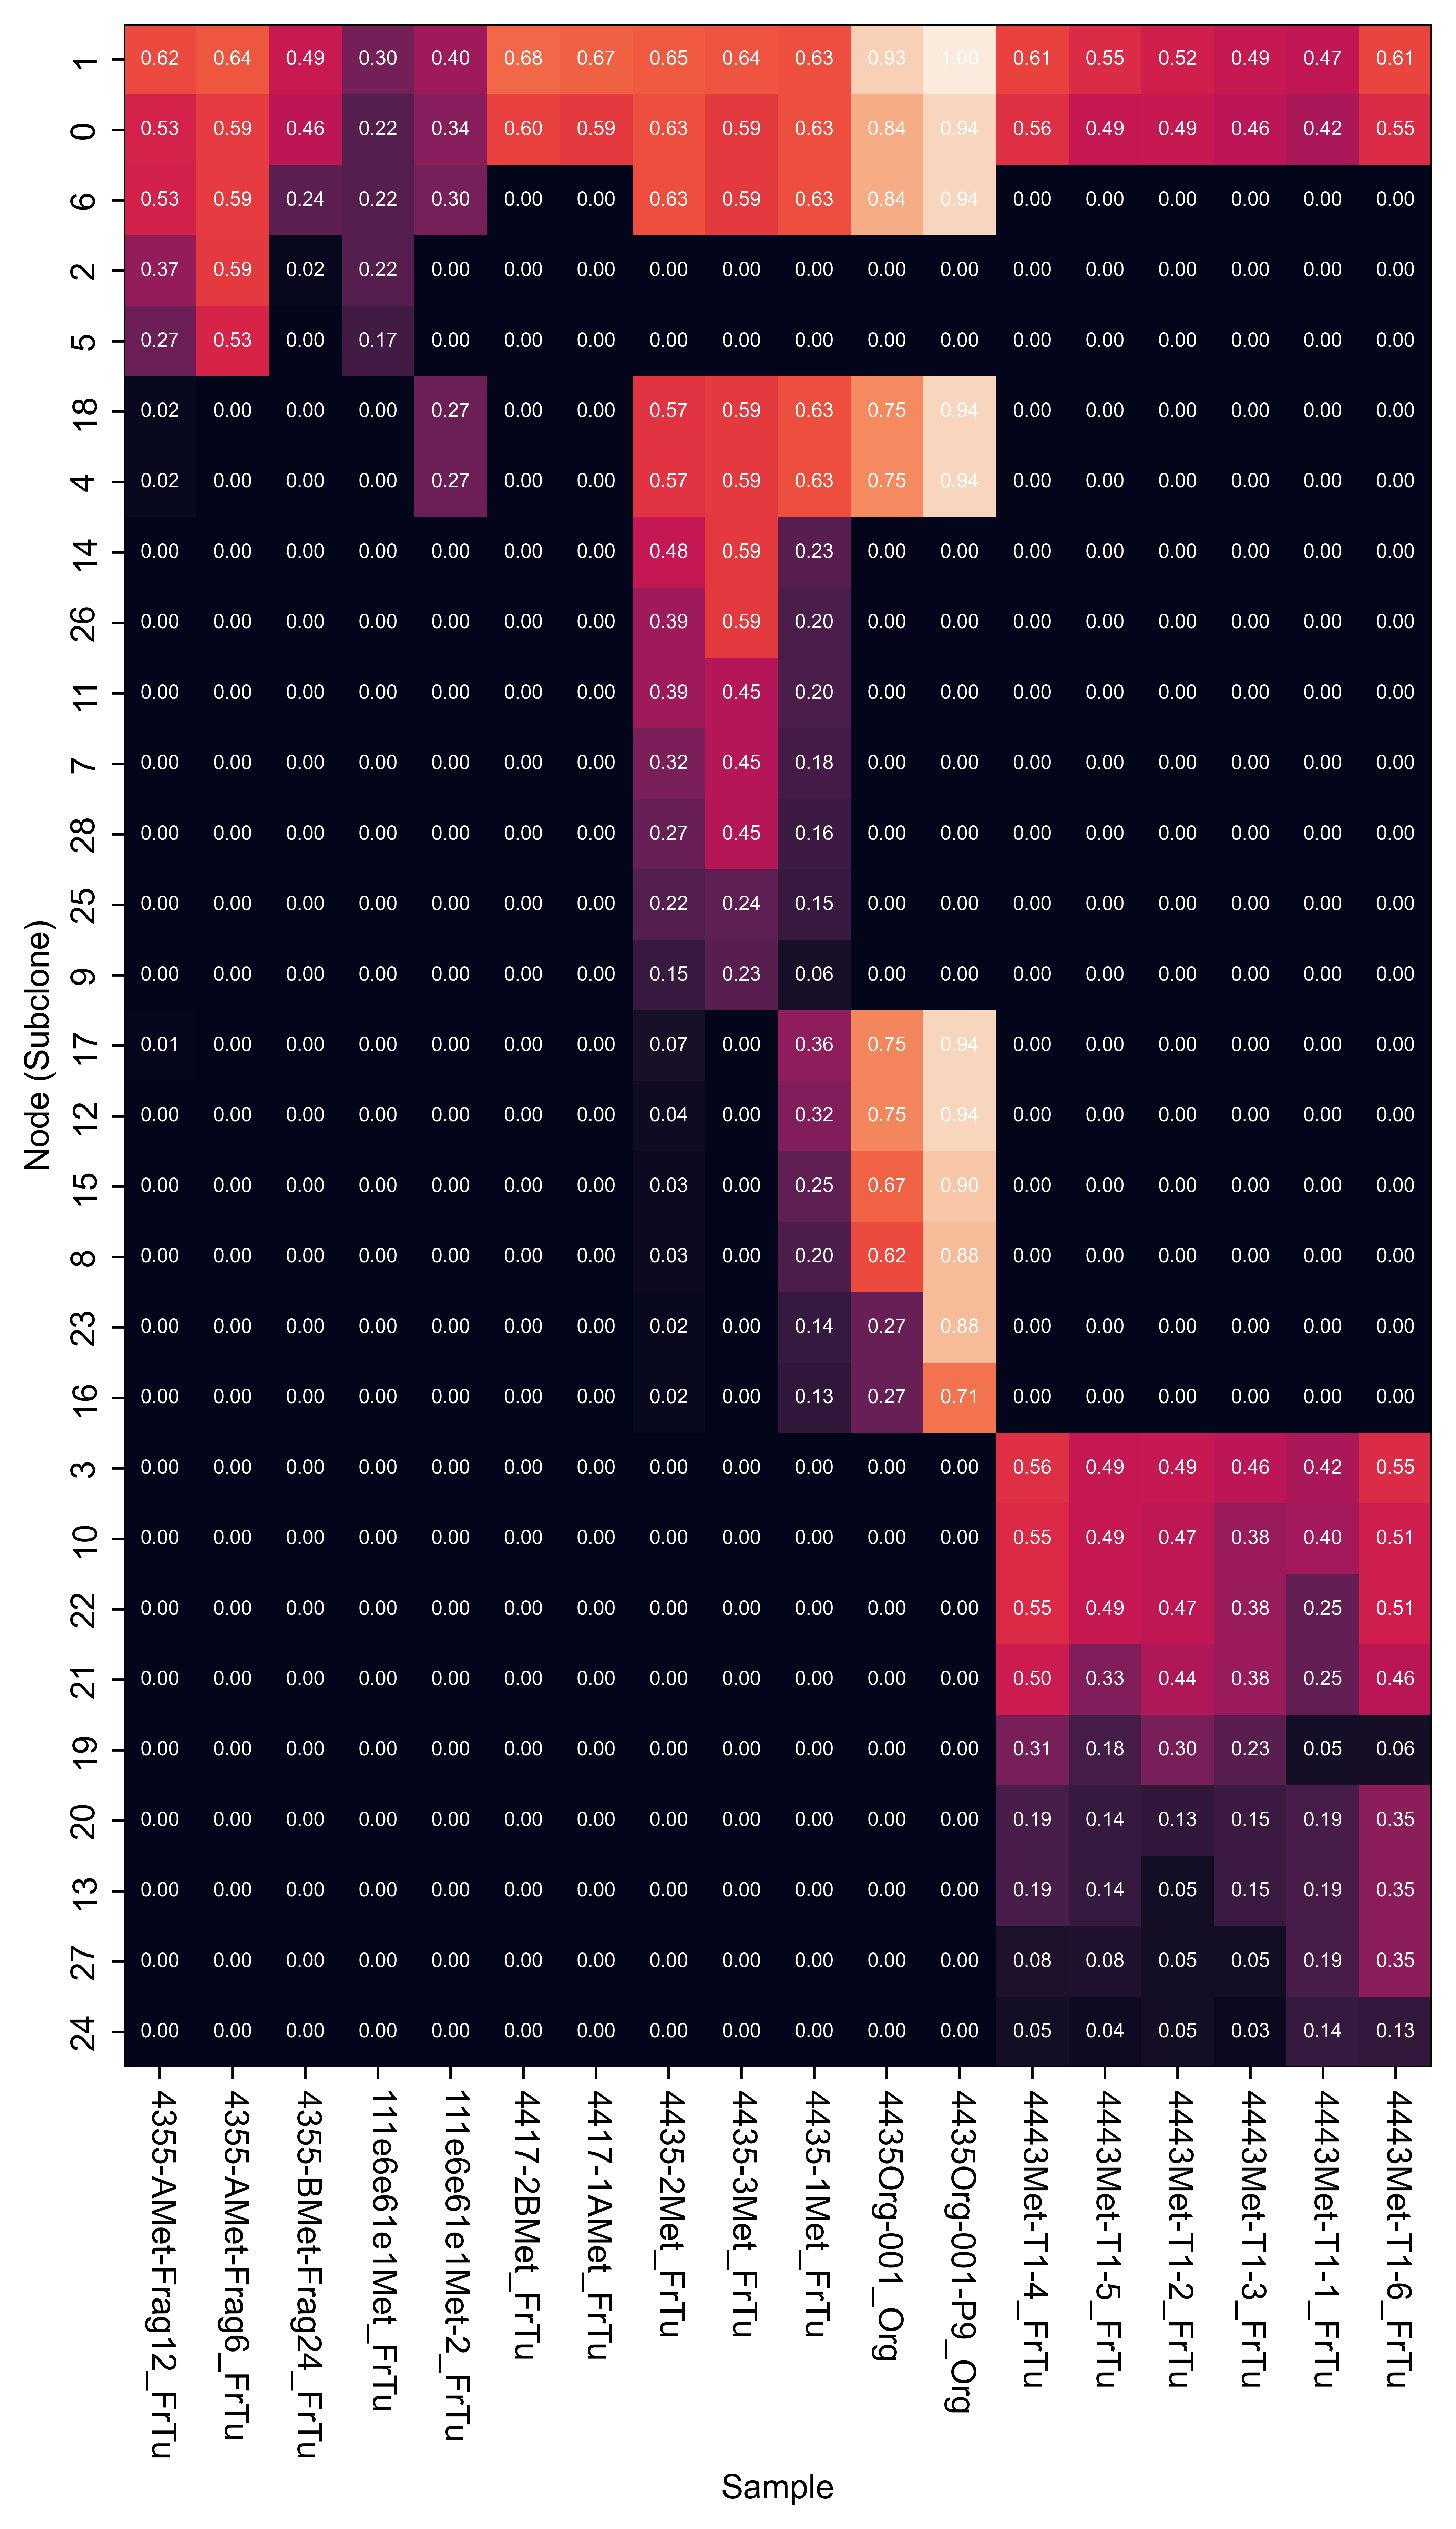 1 0.62 0.64 0.49 0.30 0.40 0.68 0.67 0.65 0.64 0.63 0.93 1.00 0.61 0.55 0.52 0.49 0.47 0.61
0 0.53 0.59 0.46 0.22 0.34 0.60 0.59 0.63 0.59 0.63 0.84 0.94 0.56 0.49 0.49 0.46 0.42 0.55
6 0.53 0.59 0.24 0.22 0.30 0.00 0.00 0.63 0.59 0.63 0.84 0.94 0.00 0.00 0.00 0.00 0.00 0.00
2 0.37 0.59 0.02 0.22 0.00 0.00 0.00 0.00 0.00 0.00 0.00 0.00 0.00 0.00 0.00 0.00 0.00 0.00
5 0.27 0.53 0.00 0.17 0.00 0.00 0.00 0.00 0.00 0.00 0.00 0.00 0.00 0.00 0.00 0.00 0.00 0.00
18 0.02 0.00 0.00 0.00 0.27 0.00 0.00 0.57 0.59 0.63 0.75 0.94 0.00 0.00 0.00 0.00 0.00 0.00
4 0.02 0.00 0.00 0.00 0.27 0.00 0.00 0.57 0.59 0.63 0.75 0.94 0.00 0.00 0.00 0.00 0.00 0.00
14 0.00 0.00 0.00 0.00 0.00 0.00 0.00 0.48 0.59 0.23 0.00 0.00 0.00 0.00 0.00 0.00 0.00 0.00
26 0.00 0.00 0.00 0.00 0.00 0.00 0.00 0.39 0.59 0.20 0.00 0.00 0.00 0.00 0.00 0.00 0.00 0.00
11 0.00 0.00 0.00 0.00 0.00 0.00 0.00 0.39 0.45 0.20 0.00 0.00 0.00 0.00 0.00 0.00 0.00 0.00
7 0.00 0.00 0.00 0.00 0.00 0.00 0.00 0.32 0.45 0.18 0.00 0.00 0.00 0.00 0.00 0.00 0.00 0.00
28 0.00 0.00 0.00 0.00 0.00 0.00 0.00 0.27 0.45 0.16 0.00 0.00 0.00 0.00 0.00 0.00 0.00 0.00
25 0.00 0.00 0.00 0.00 0.00 0.00 0.00 0.22 0.24 0.15 0.00 0.00 0.00 0.00 0.00 0.00 0.00 0.00
9 0.00 0.00 0.00 0.00 0.00 0.00 0.00 0.15 0.23 0.06 0.00 0.00 0.00 0.00 0.00 0.00 0.00 0.00
17 0.01 0.00 0.00 0.00 0.00 0.00 0.00 0.07 0.00 0.36 0.75 0.94 0.00 0.00 0.00 0.00 0.00 0.00
12 0.00 0.00 0.00 0.00 0.00 0.00 0.00 0.04 0.00 0.32 0.75 0.94 0.00 0.00 0.00 0.00 0.00 0.00
15 0.00 0.00 0.00 0.00 0.00 0.00 0.00 0.03 0.00 0.25 0.67 0.90 0.00 0.00 0.00 0.00 0.00 0.00
8 0.00 0.00 0.00 0.00 0.00 0.00 0.00 0.03 0.00 0.20 0.62 0.88 0.00 0.00 0.00 0.00 0.00 0.00
23 0.00 0.00 0.00 0.00 0.00 0.00 0.00 0.02 0.00 0.14 0.27 0.88 0.00 0.00 0.00 0.00 0.00 0.00
16 0.00 0.00 0.00 0.00 0.00 0.00 0.00 0.02 0.00 0.13 0.27 0.71 0.00 0.00 0.00 0.00 0.00 0.00
3 0.00 0.00 0.00 0.00 0.00 0.00 0.00 0.00 0.00 0.00 0.00 0.00 0.56 0.49 0.49 0.46 0.42 0.55
10 0.00 0.00 0.00 0.00 0.00 0.00 0.00 0.00 0.00 0.00 0.00 0.00 0.55 0.49 0.47 0.38 0.40 0.51
22 0.00 0.00 0.00 0.00 0.00 0.00 0.00 0.00 0.00 0.00 0.00 0.00 0.55 0.49 0.47 0.38 0.25 0.51
21 0.00 0.00 0.00 0.00 0.00 0.00 0.00 0.00 0.00 0.00 0.00 0.00 0.50 0.33 0.44 0.38 0.25 0.46
19 0.00 0.00 0.00 0.00 0.00 0.00 0.00 0.00 0.00 0.00 0.00 0.00 0.31 0.18 0.30 0.23 0.05 0.06
20 0.00 0.00 0.00 0.00 0.00 0.00 0.00 0.00 0.00 0.00 0.00 0.00 0.19 0.14 0.13 0.15 0.19 0.35
13 0.00 0.00 0.00 0.00 0.00 0.00 0.00 0.00 0.00 0.00 0.00 0.00 0.19 0.14 0.05 0.15 0.19 0.35
27 0.00 0.00 0.00 0.00 0.00 0.00 0.00 0.00 0.00 0.00 0.00 0.00 0.08 0.08 0.05 0.05 0.19 0.35
24 0.00 0.00 0.00 0.00 0.00 0.00 0.00 0.00 0.00 0.00 0.00 0.00 0.05 0.04 0.05 0.03 0.14 0.13
Node (Subclone)
4355-AMet-Frag12_FrTu
4355-AMet-Frag6_FrTu
4355-BMet-Frag24_FrTu
111e6e61e1Met_FrTu
111e6e61e1Met-2_FrTu
4417-2BMet_FrTu
4417-1AMet_FrTu
4435-2Met_FrTu
4435-3Met_FrTu
4435-1Met_FrTu
4435Org-001_Org
4435Org-001-P9_Org
4443Met-T1-4_FrTu
4443Met-T1-5_FrTu
4443Met-T1-2_FrTu
4443Met-T1-3_FrTu
4443Met-T1-1_FrTu
4443Met-T1-6_FrTu
Sample